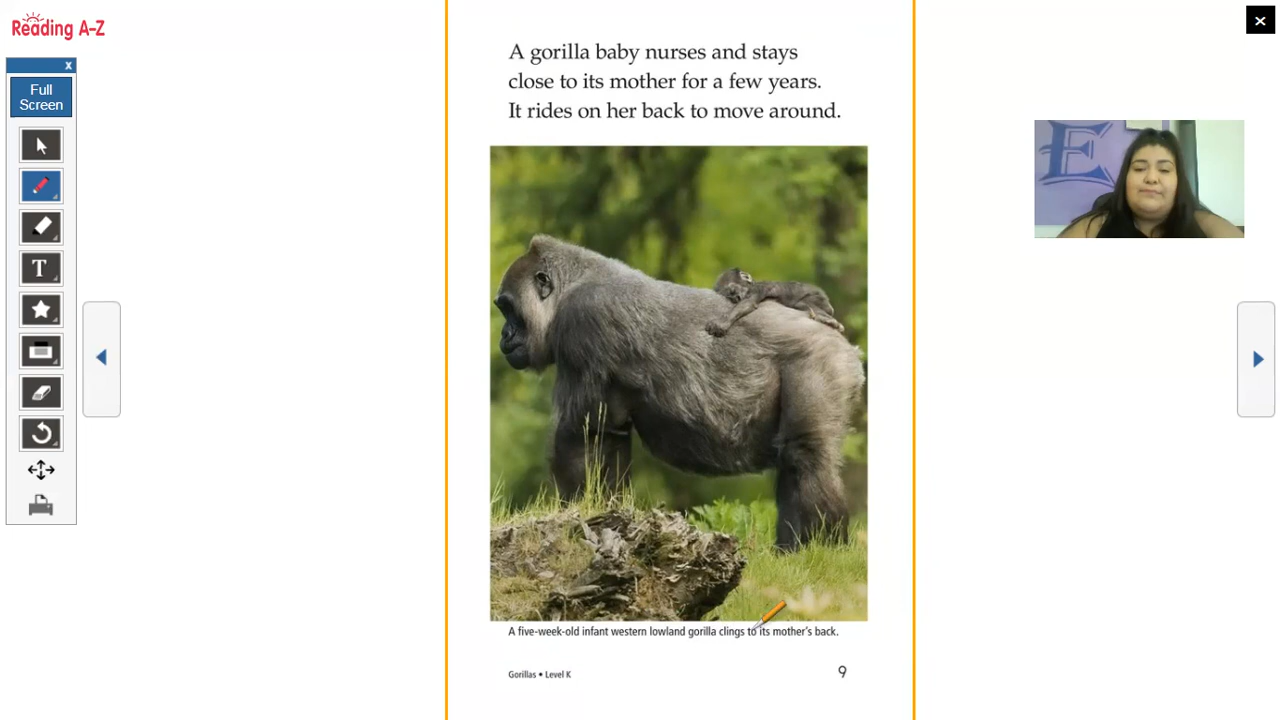 Reading A-Z
x
Full
Screen
T
A gorilla baby nurses and stays
close to its mother for a few years.
It rides on her back to move around.
E
A five-week-old infant western lowland gorilla clings to its mother's back.
Gorillas • Level K
9